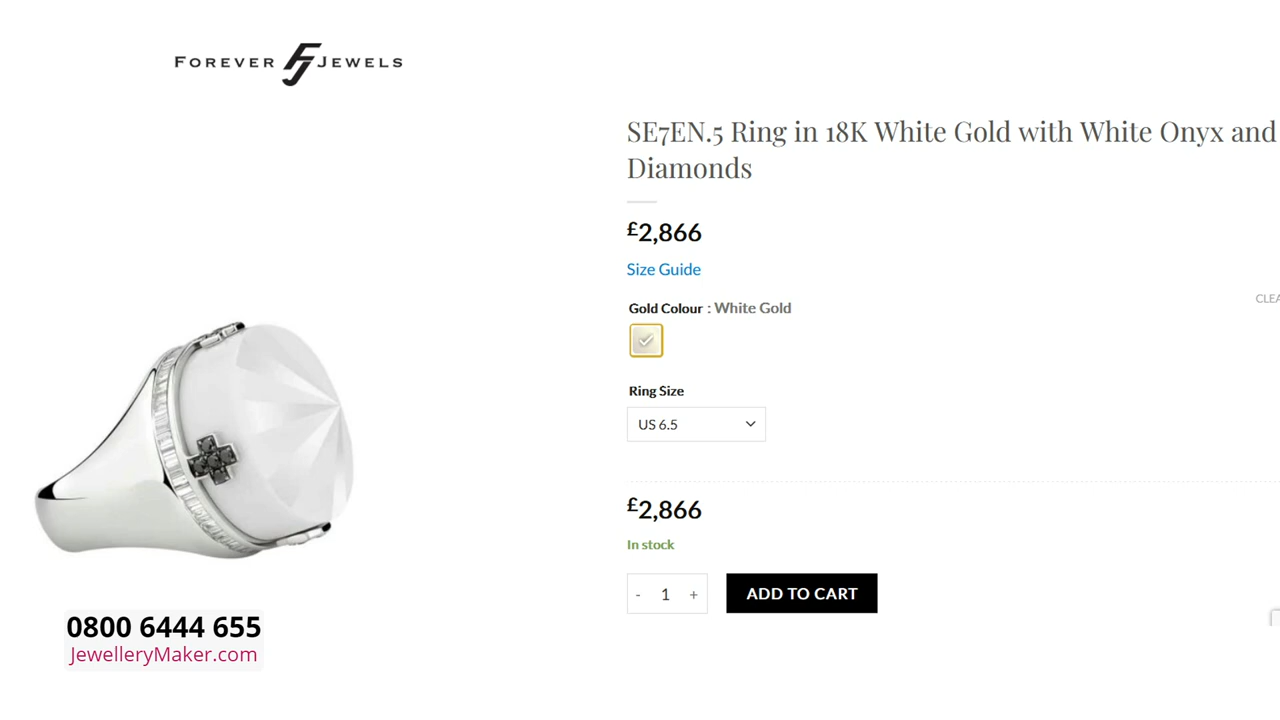 FOREVER FJ JEWELS
SE7EN.5 Ring in 18K White Gold with White Onyx and
Diamonds
£2,866
Size Guide
Gold Colour : White Gold
CLEA
Ring Size
US 6.5
£2,866
In stock
- 1 +
ADD TO CART
0800 6444 655
JewelleryMaker.com